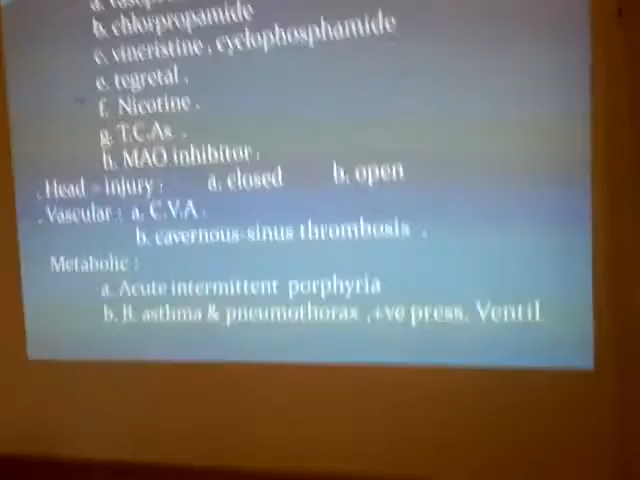 a.
b. chlorpropamide
c. vincristine , cyclophosphamide
e. tegretal .
f. Nicotine .
g. T.C.As .
h. MAO inhibitor .
. Head - injury : a. closed b. open
. Vascular : a. C.V.A .
b. cavernous-sinus thrombosis .
Metabolic :
a. Acute intermittent porphyria
b. B. asthma & pneumothorax , +ve press. Ventil